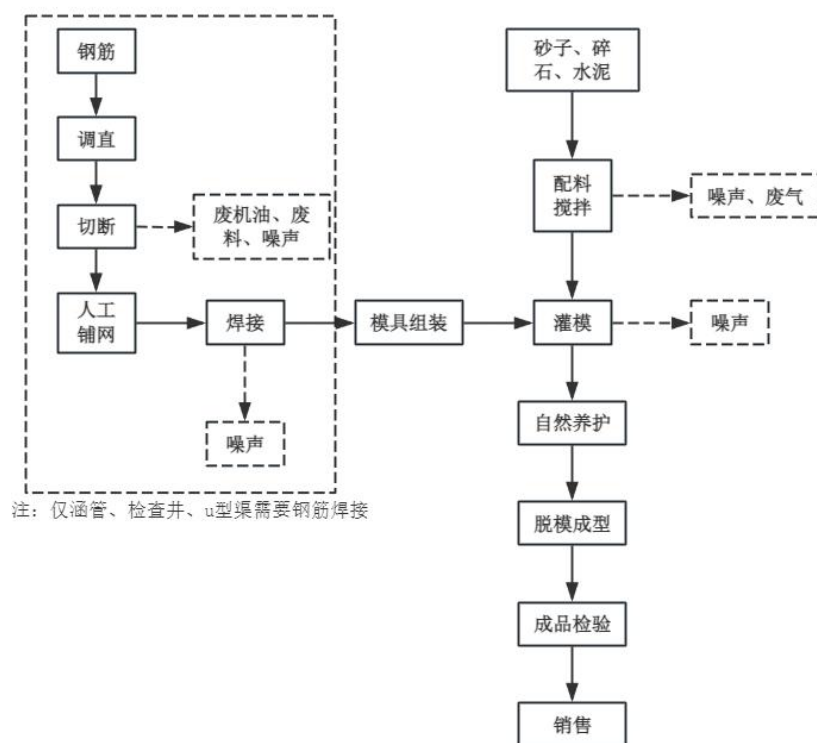 钢筋
调直
切断
废机油、废
料、噪声
人工
铺网
焊接
噪声
注：仅涵管、检查井、u型渠需要钢筋焊接
模具组装
砂子、碎
石、水泥
配料
搅拌
噪声、废气
灌模
噪声
自然养护
脱模成型
成品检验
销售